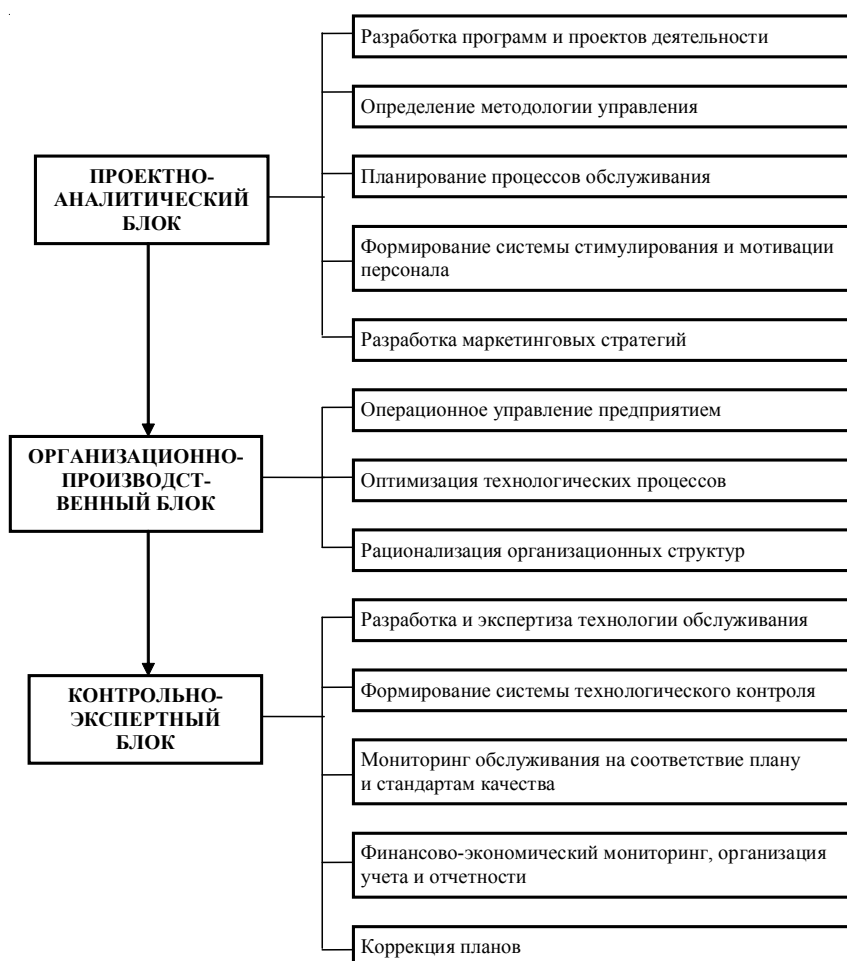 ПРОЕКТНО-
АНАЛИТИЧЕСКИЙ
БЛОК
Разработка программ и проектов деятельности
Определение методологии управления
Планирование процессов обслуживания
Формирование системы стимулирования и мотивации
персонала
Разработка маркетинговых стратегий
ОРГАНИЗАЦИОННО-
ПРОИЗВОДСТ-
ВЕННЫЙ БЛОК
Операционное управление предприятием
Оптимизация технологических процессов
Рационализация организационных структур
КОНТРОЛЬНО-
ЭКСПЕРТНЫЙ
БЛОК
Разработка и экспертиза технологии обслуживания
Формирование системы технологического контроля
Мониторинг обслуживания на соответствие плану
и стандартам качества
Финансово-экономический мониторинг, организация
учета и отчетности
Коррекция планов